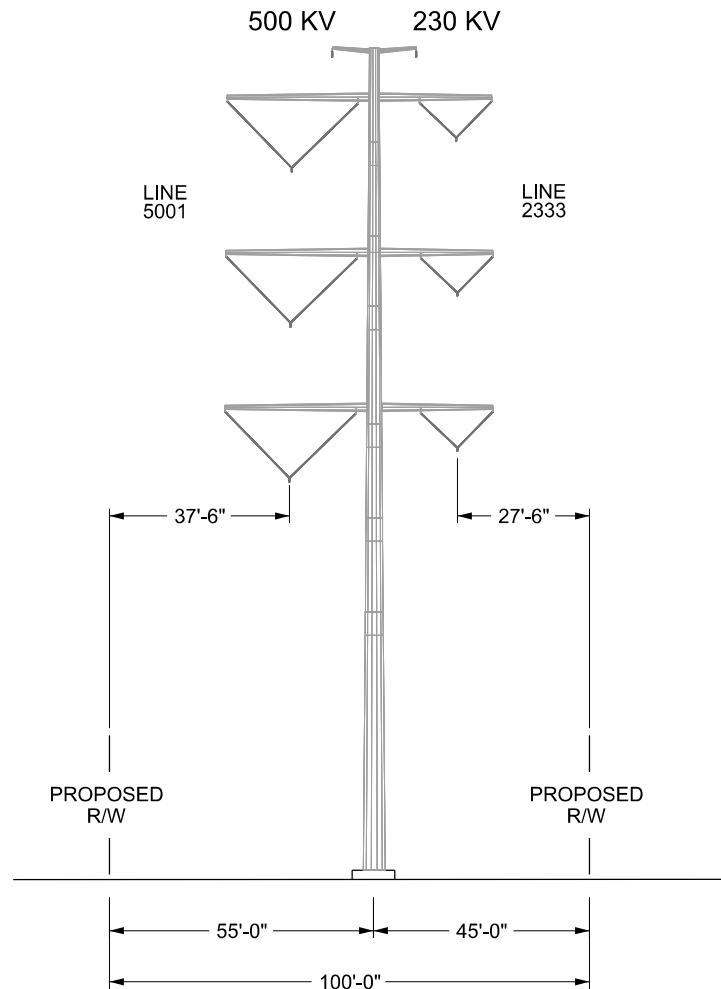 500 KV
230 KV
LINE
5001
LINE
2333
37'-6"
27'-6"
PROPOSED
R/W
PROPOSED
R/W
55'-0"
45'-0"
100'-0"